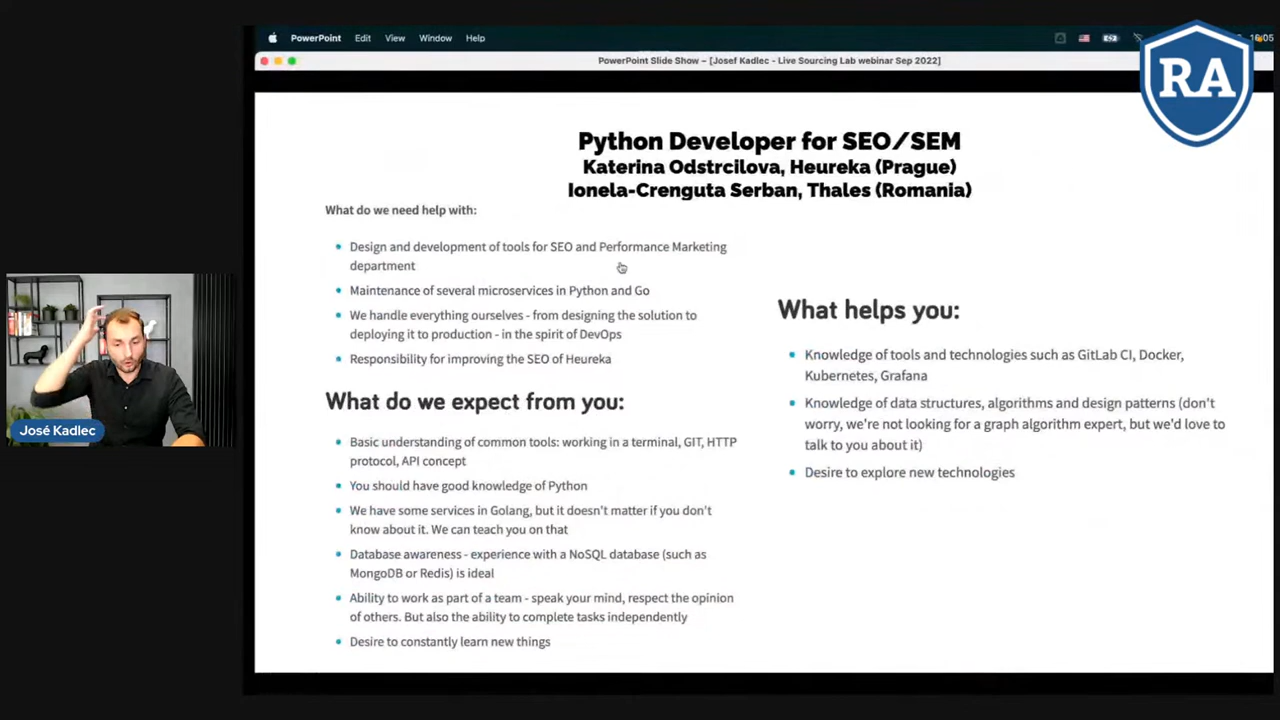 PowerPoint Edit View Window Help
PowerPoint Slide Show – [Josef Kadlec - Live Sourcing Lab webinar Sep 2022]
RA
Python Developer for SEO/SEM
Katerina Odstrcilova, Heureka (Prague)
Ionela-Crenguta Serban, Thales (Romania)
What do we need help with:
Design and development of tools for SEO and Performance Marketing
department
Maintenance of several microservices in Python and Go
We handle everything ourselves - from designing the solution to
deploying it to production - in the spirit of DevOps
Responsibility for improving the SEO of Heureka
What do we expect from you:
Basic understanding of common tools: working in a terminal, GIT, HTTP
protocol, API concept
You should have good knowledge of Python
We have some services in Golang, but it doesn't matter if you don't
know about it. We can teach you on that
Database awareness - experience with a NoSQL database (such as
MongoDB or Redis) is ideal
Ability to work as part of a team - speak your mind, respect the opinion
of others. But also the ability to complete tasks independently
Desire to constantly learn new things
What helps you:
Knowledge of tools and technologies such as GitLab CI, Docker,
Kubernetes, Grafana
Knowledge of data structures, algorithms and design patterns (don't
worry, we're not looking for a graph algorithm expert, but we'd love to
talk to you about it)
Desire to explore new technologies
José Kadlec